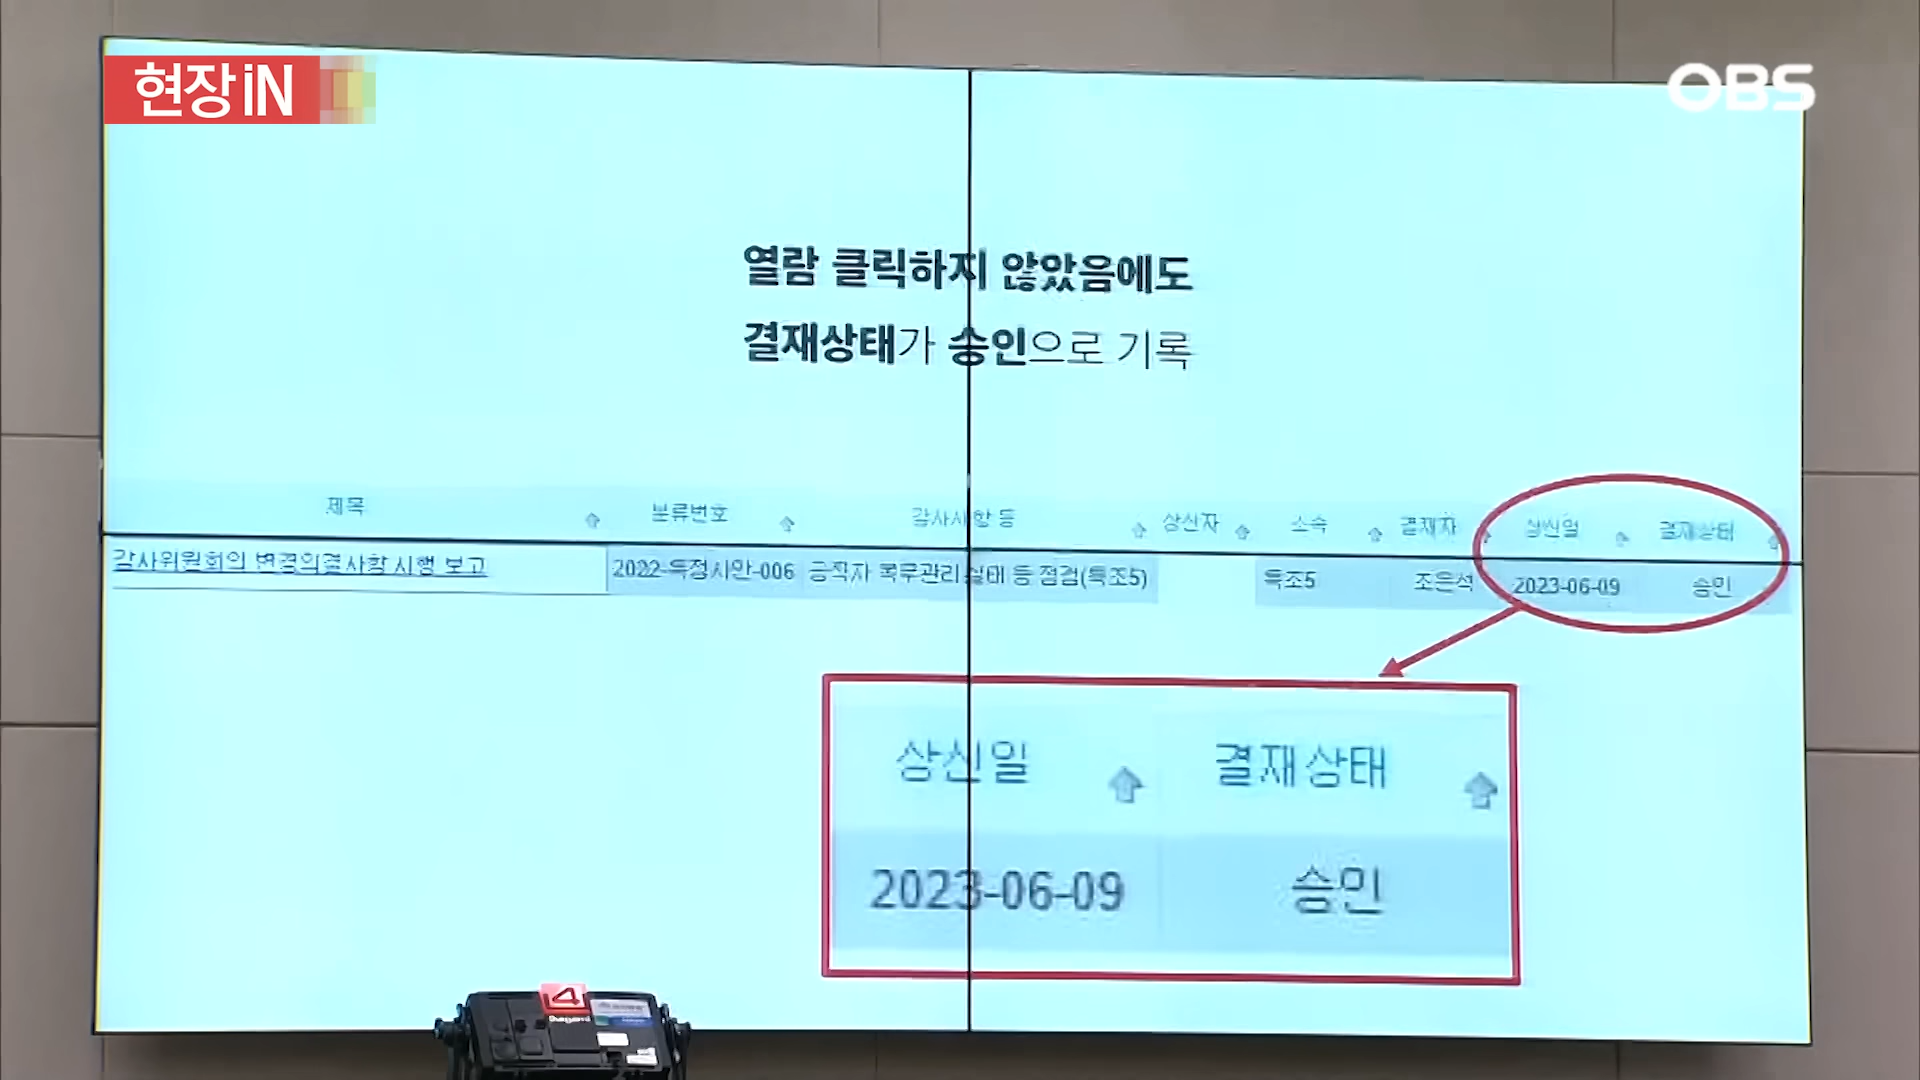 현장 iN
OBS
열람 클릭하지 않았음에도
결재상태가 승인으로 기록
제목 분류번호 감사사항 등 상신자 소속 결재자 상신일 결재상태
감사위원회의 변경의결사항 시행 보고 2022-특정사안-006 공직자 복무관리 실태 등 점검(특조5) 특조5 조은석 2023-06-09 승인
상신일 결재상태
2023-06-09 승인
4
Ikegami